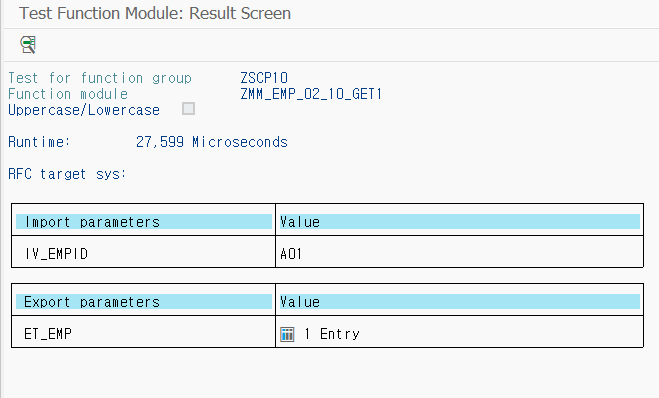 Test Function Module: Result Screen
Test for function group ZSCP10
Function module ZMM_EMP_02_10_GET1
Uppercase/Lowercase
Runtime: 27,599 Microseconds
RFC target sys:
Import parameters Value
IV_EMPID A01
Export parameters Value
ET_EMP 1 Entry